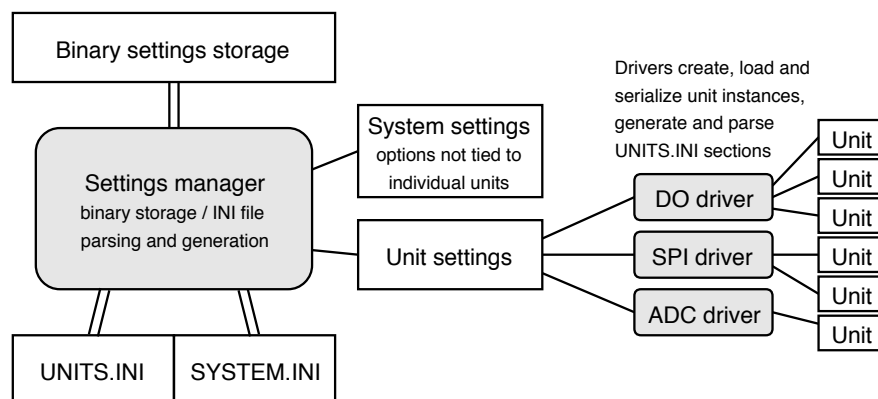 Binary settings storage
Settings manager
binary storage / INI file
parsing and generation
UNITS.INI
SYSTEM.INI
System settings
options not tied to
individual units
Unit settings
Drivers create, load and
serialize unit instances,
generate and parse
UNITS.INI sections
DO driver
SPI driver
ADC driver
Unit
Unit
Unit
Unit
Unit
Unit